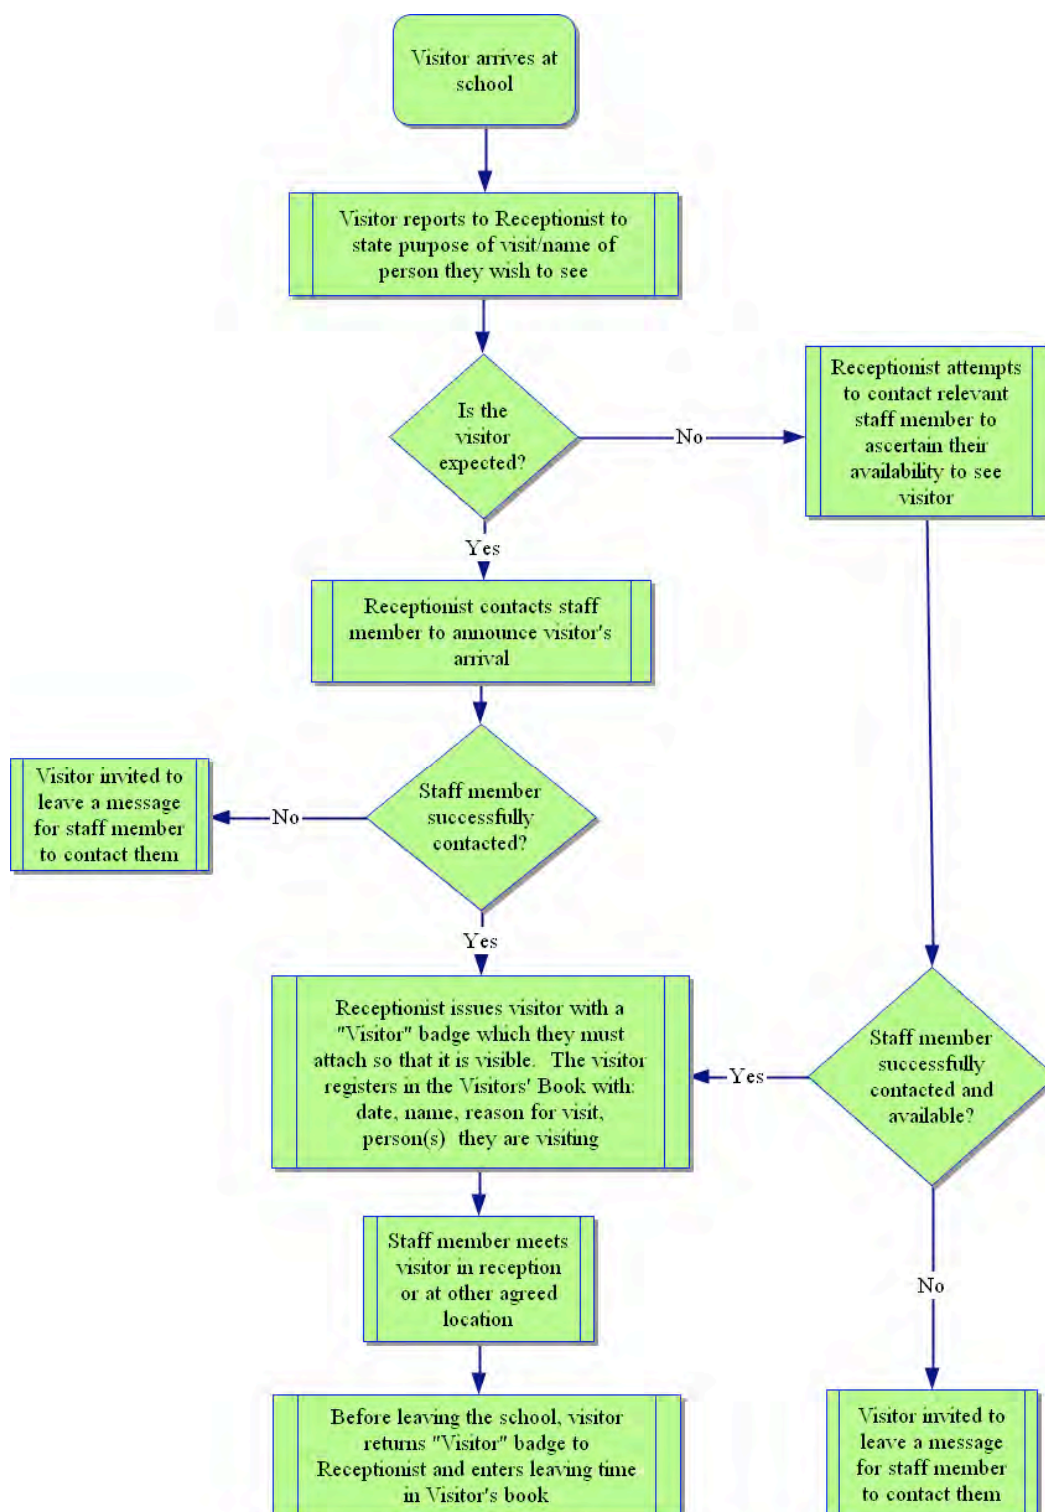 Visitor arrives at
school
Visitor reports to Receptionist to
state purpose of visit/name of
person they wish to see
Is the
visitor
expected?
No
Receptionist attempts
to contact relevant
staff member to
ascertain their
availability to see
visitor
Yes
Receptionist contacts staff
member to announce visitor's
arrival
Staff member
successfully
contacted?
No
Visitor invited to
leave a message
for staff member
to contact them
Yes
Receptionist issues visitor with a
"Visitor" badge which they must
attach so that it is visible.  The visitor
registers in the Visitors' Book with:
date, name, reason for visit,
person(s)  they are visiting
Yes
Staff member
successfully
contacted and
available?
Staff member meets
visitor in reception
or at other agreed
location
No
Before leaving the school, visitor
returns "Visitor" badge to
Receptionist and enters leaving time
in Visitor's book
Visitor invited to
leave a message
for staff member
to contact them